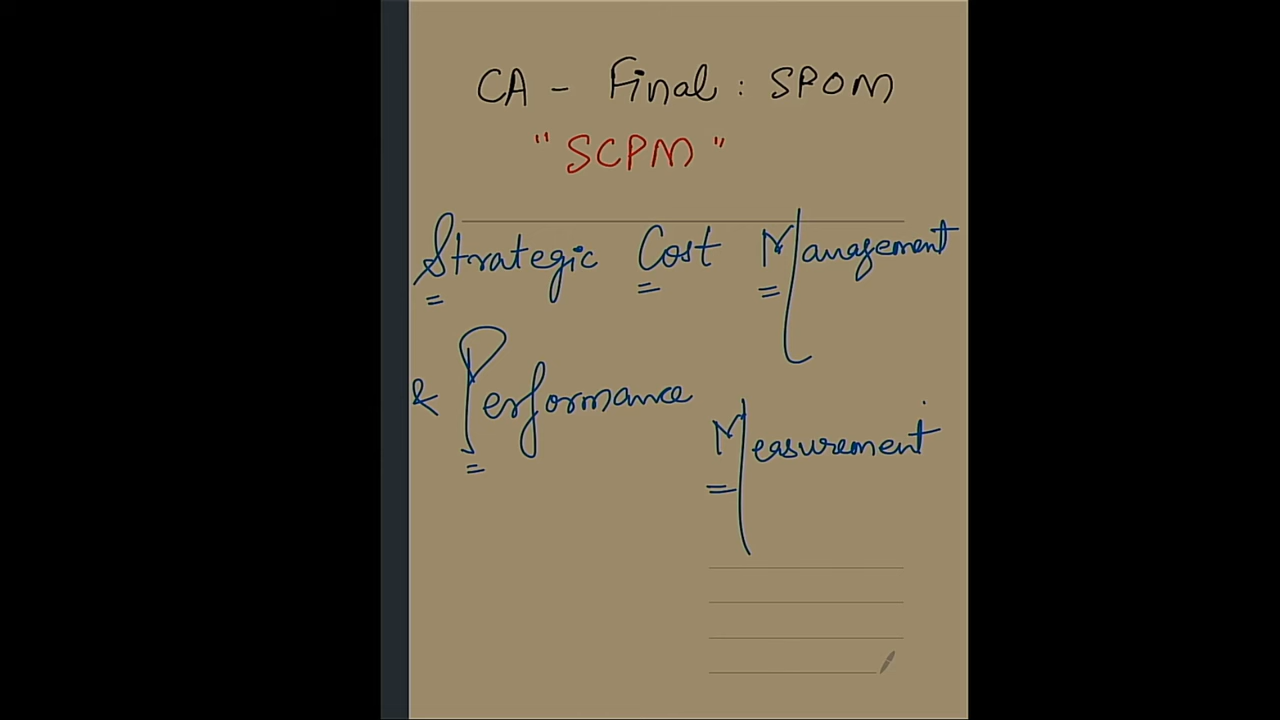 CA - Final : SPOM
"SCPM"
Strategic Cost Management
& Performance Measurement